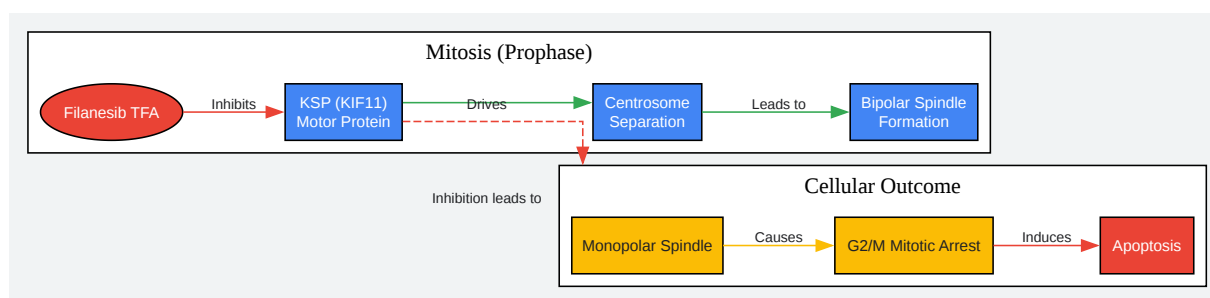 Mitosis (Prophase)
Filanesib TFA
Inhibits
KSP (KIF11)
Motor Protein
Drives
Centrosome
Separation
Leads to
Bipolar Spindle
Formation
Inhibition leads to
Cellular Outcome
Monopolar Spindle
Causes
G2/M Mitotic Arrest
Induces
Apoptosis